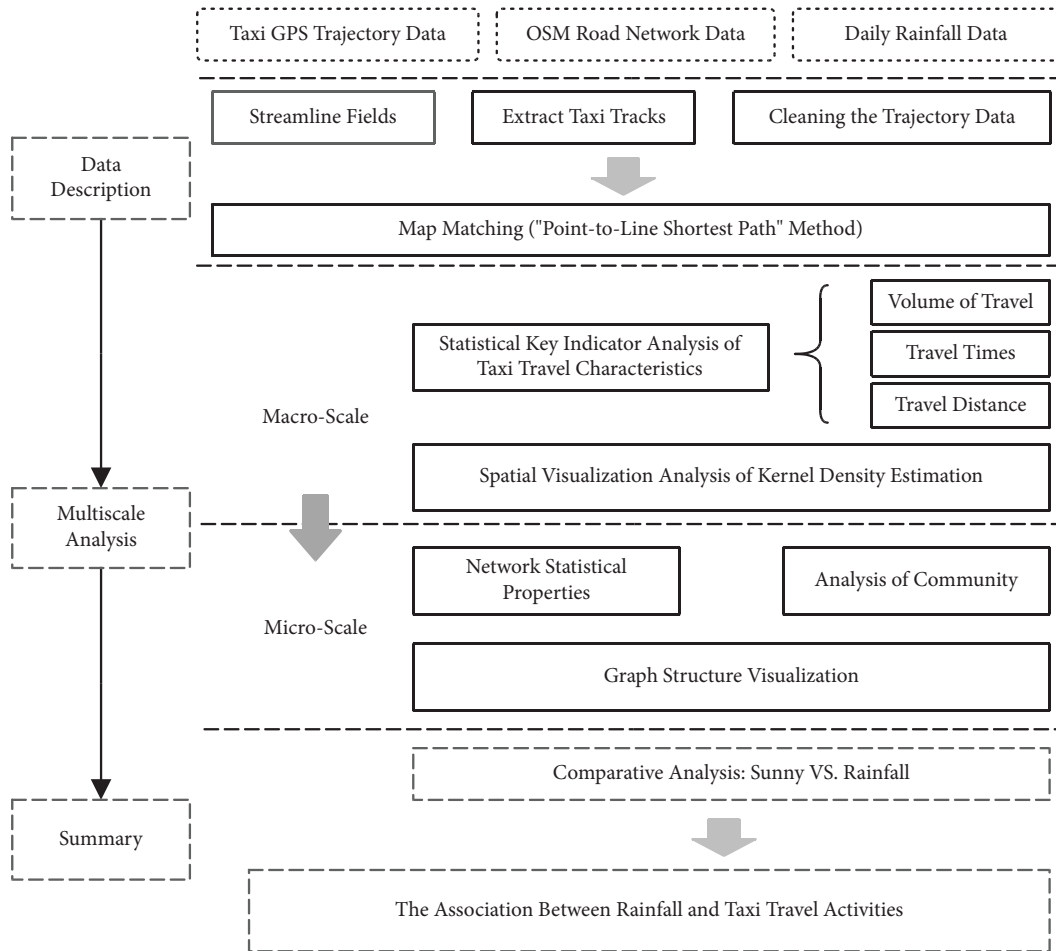 Taxi GPS Trajectory Data
OSM Road Network Data
Daily Rainfall Data
Streamline Fields
Extract Taxi Tracks
Cleaning the Trajectory Data
Data
Description
Map Matching ("Point-to-Line Shortest Path" Method)
Statistical Key Indicator Analysis of
Taxi Travel Characteristics
Volume of Travel
Travel Times
Travel Distance
Macro-Scale
Spatial Visualization Analysis of Kernel Density Estimation
Multiscale
Analysis
Network Statistical
Properties
Analysis of Community
Micro-Scale
Graph Structure Visualization
Comparative Analysis: Sunny VS. Rainfall
Summary
The Association Between Rainfall and Taxi Travel Activities